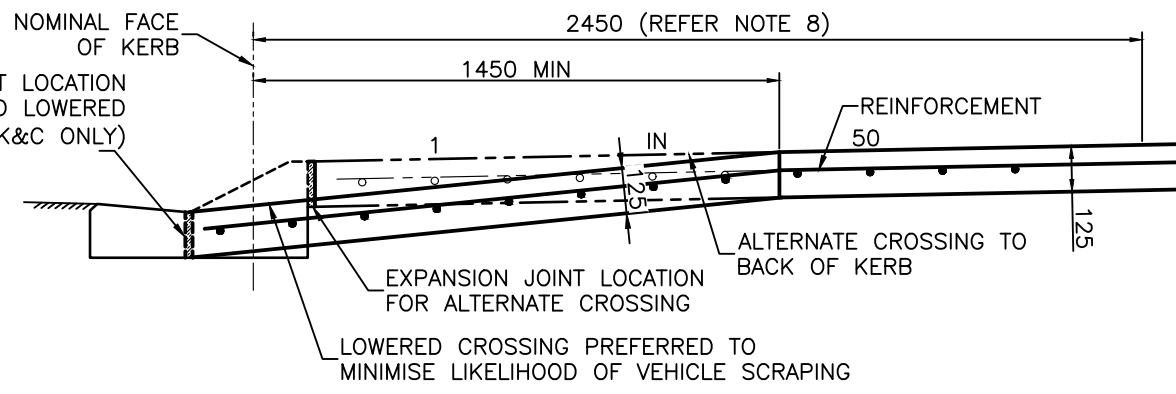 NOMINAL FACE
OF KERB
2450 (REFER NOTE 8)
T LOCATION
D LOWERED
K&C ONLY)
1450 MIN
REINFORCEMENT
1 IN 50
125
125
ALTERNATE CROSSING TO
BACK OF KERB
EXPANSION JOINT LOCATION
FOR ALTERNATE CROSSING
LOWERED CROSSING PREFERRED TO
MINIMISE LIKELIHOOD OF VEHICLE SCRAPING